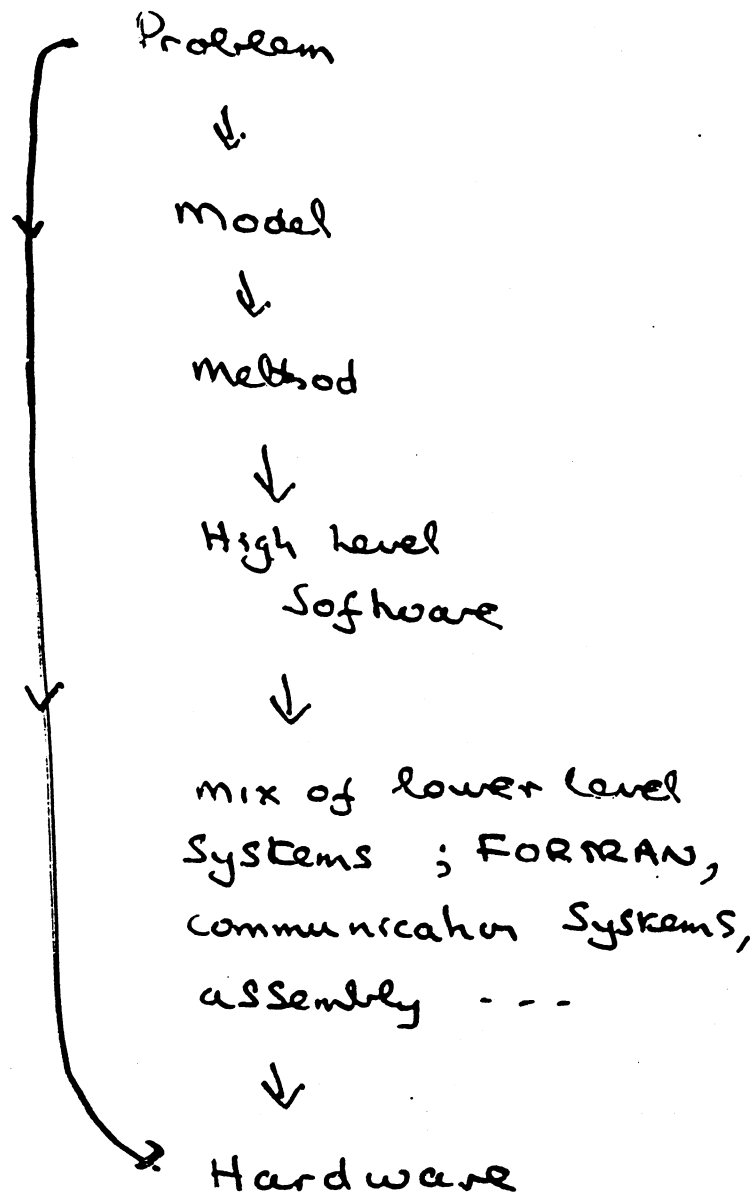 Problem
↓
Model
↓
Method
↓
High Level
Software
↓
mix of lower level
Systems ; FORTRAN,
communication Systems,
assembly - - -
↓
Hardware